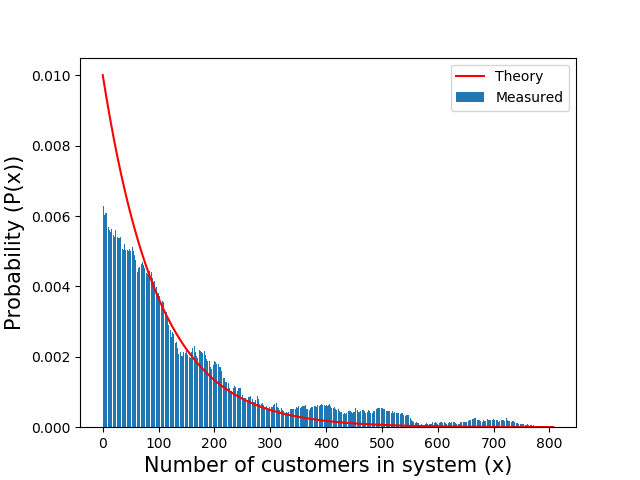 Theory
Measured
Probability (P(x))
0.010
0.008
0.006
0.004
0.002
0.000
0 100 200 300 400 500 600 700 800
Number of customers in system (x)